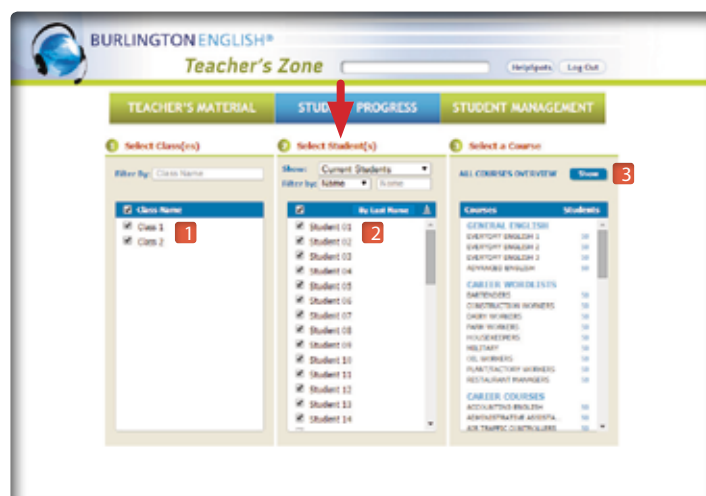 BURLINGTON ENGLISH®
Teacher's Zone
Log Out
TEACHER'S MATERIAL
STUD PROGRESS
STUDENT MANAGEMENT
Select Class(es)
Filter By: Class Name
Class Name
Class 1
Class 2
1
Select Student(s)
Show: Current Students
Filter by: Name Name
By Last Name
Student 01
Student 02
Student 03
Student 04
Student 05
Student 06
Student 07
Student 08
Student 09
Student 10
Student 11
Student 12
Student 13
Student 14
2
Select a Course
ALL COURSES OVERVIEW Show
3
Courses Students
GENERAL ENGLISH
EVERYDAY ENGLISH 1
EVERYDAY ENGLISH 2
EVERYDAY ENGLISH 3
ADVANCED ENGLISH
CAREER WORDLISTS
BARTENDERS
CONSTRUCTION WORKERS
DAIRY WORKERS
FARM WORKERS
HOUSEKEEPERS
MILITARY
OIL WORKERS
PLANT/FACTORY WORKERS
RESTAURANT MANAGERS
CAREER COURSES
ACCOUNTING ENGLISH
ADMINISTRATIVE ASSISTA...
AIR TRAFFIC CONTROLLERS